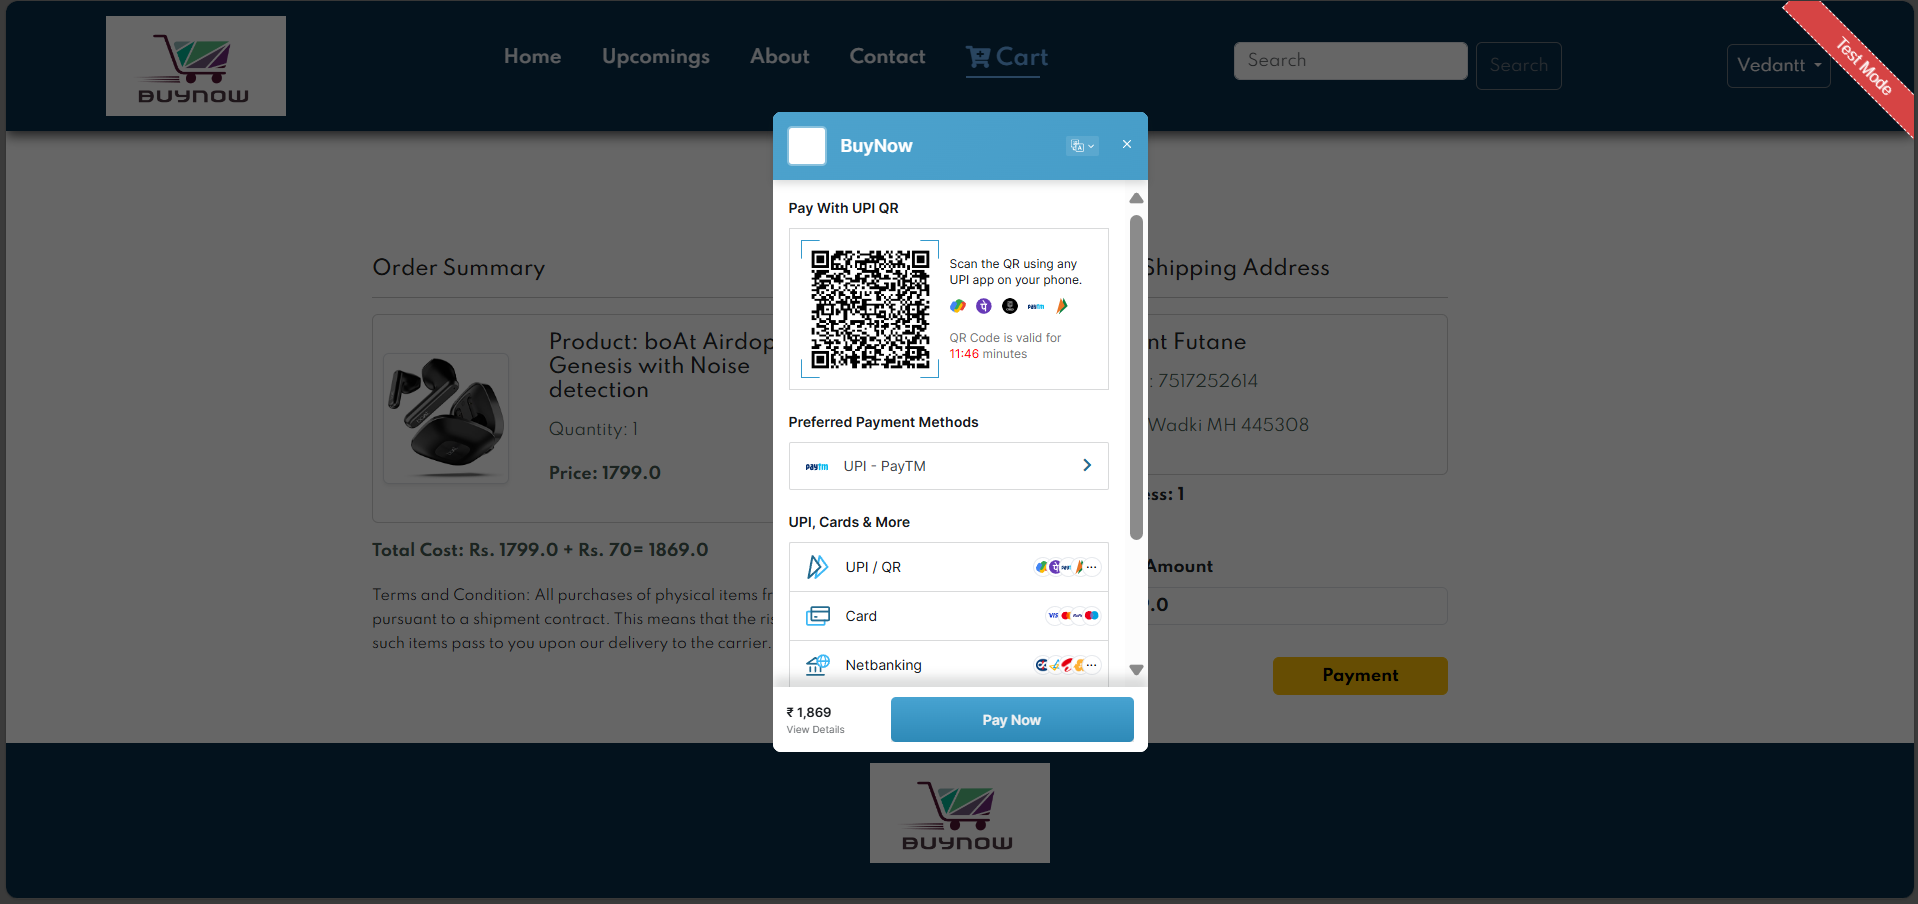 BUYNOW
Home
Upcomings
About
Contact
Cart
Search
Search
Vedantt
Test Mode
BuyNow
Pay With UPI QR
Scan the QR using any
UPI app on your phone.
QR Code is valid for
11:46 minutes
Preferred Payment Methods
paytm UPI - PayTM
UPI, Cards & More
UPI / QR
Card
VISA
Netbanking
₹ 1,869
View Details
Pay Now
Order Summary
Product: boAt Airdop
Genesis with Noise
detection
Quantity: 1
Price: 1799.0
Total Cost: Rs. 1799.0 + Rs. 70= 1869.0
Terms and Condition: All purchases of physical items fr
pursuant to a shipment contract. This means that the ris
such items pass to you upon our delivery to the carrier.
Shipping Address
nt Futane
: 7517252614
Wadki MH 445308
ess: 1
Amount
.0
Payment
BUYNOW